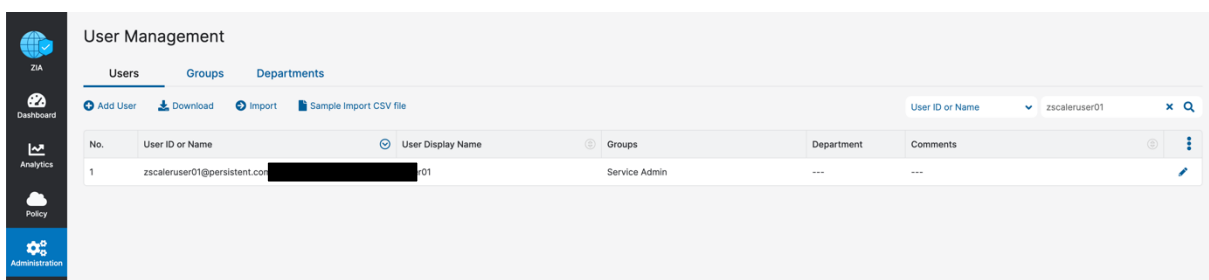 User Management
ZIA
Users Groups Departments
Add User Download Import Sample Import CSV file User ID or Name zscaleruser01
Dashboard
No. User ID or Name User Display Name Groups Department Comments
Analytics
1 zscaleruser01@persistent.com r01 Service Admin --- ---
Policy
Administration